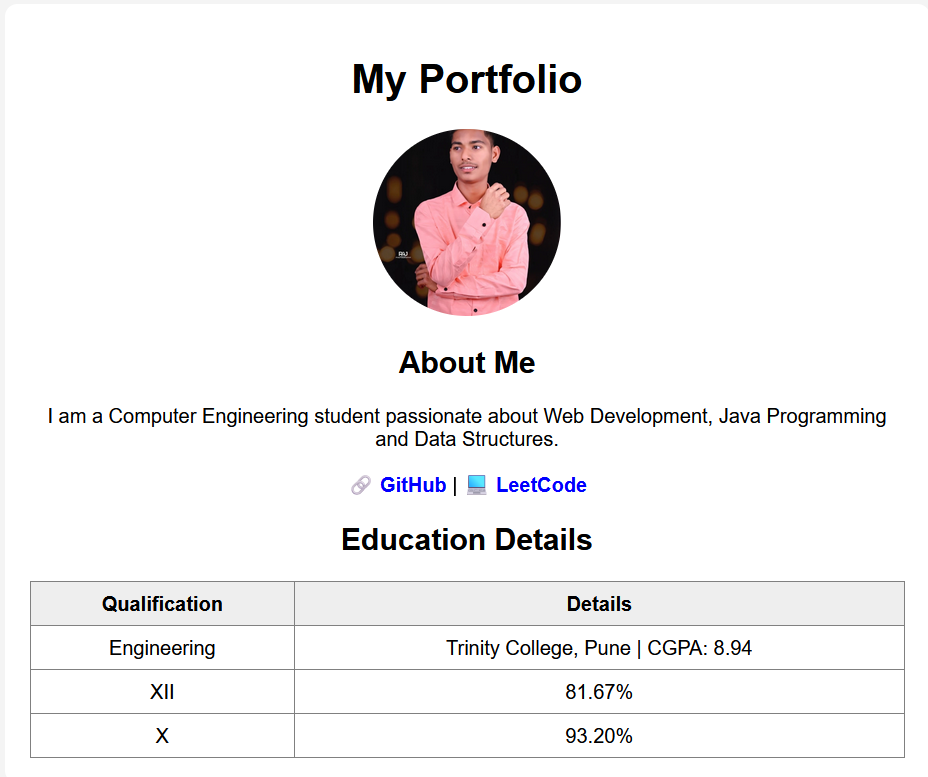 My Portfolio
About Me
I am a Computer Engineering student passionate about Web Development, Java Programming
and Data Structures.
GitHub | LeetCode
Education Details
Qualification Details
Engineering Trinity College, Pune | CGPA: 8.94
XII 81.67%
X 93.20%